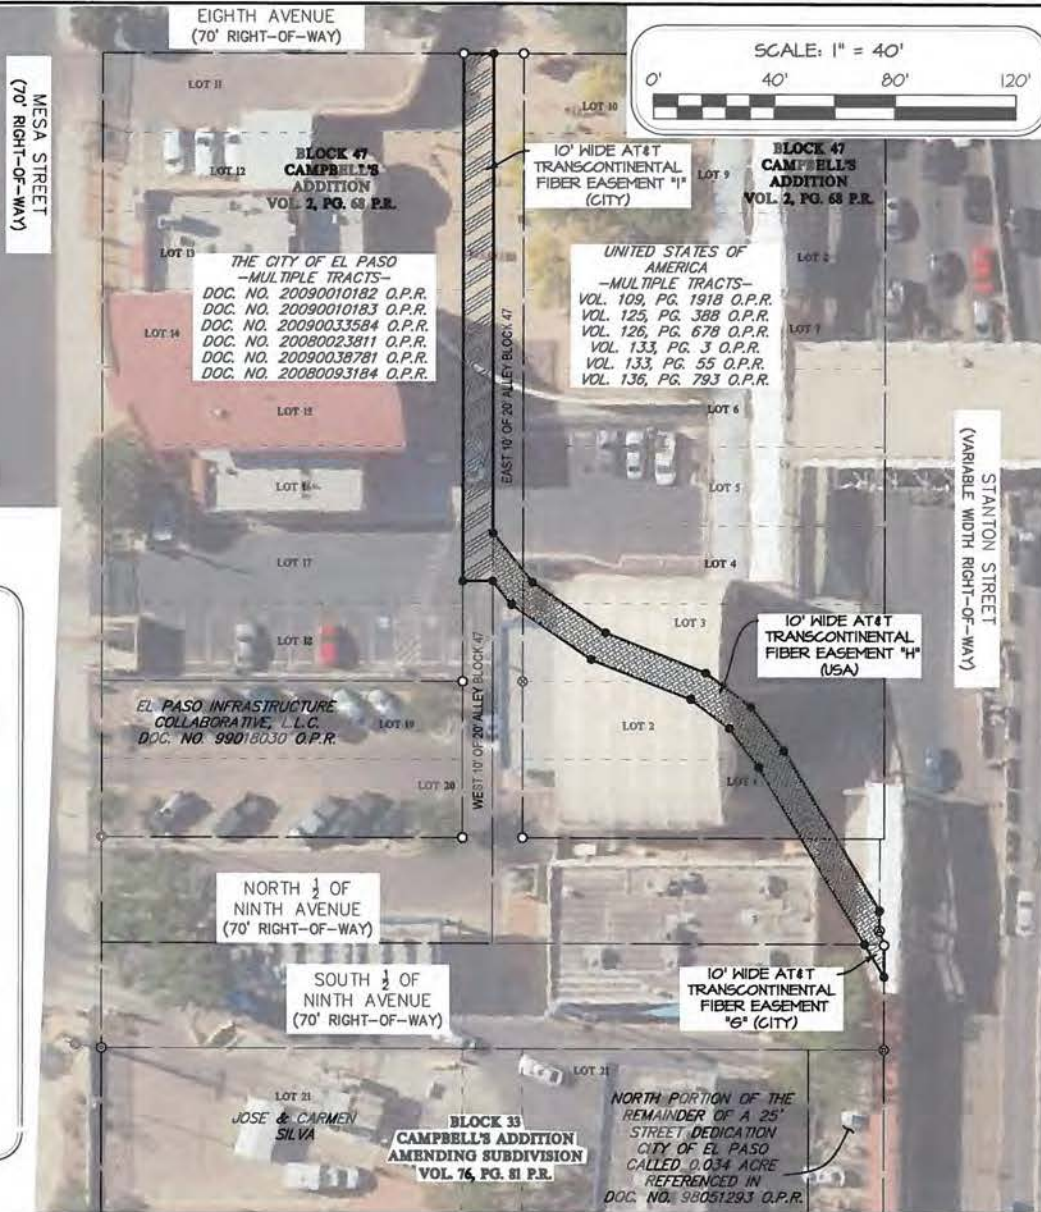 EIGHTH AVENUE
(70' RIGHT-OF-WAY)
SCALE: 1" = 40'
0' 40' 80' 120'
MESA STREET
(70' RIGHT-OF-WAY)
LOT 11
LOT 10
LOT 12
BLOCK 47
CAMPBELL'S
ADDITION
VOL. 2, PG. 68 P.R.
10' WIDE AT&T
TRANSCONTINENTAL
FIBER EASEMENT "I"
(CITY)
LOT 9
BLOCK 47
CAMPBELL'S
ADDITION
VOL. 2, PG. 68 P.R.
LOT 13
THE CITY OF EL PASO
-MULTIPLE TRACTS-
DOC. NO. 20090010182 O.P.R.
DOC. NO. 20090010183 O.P.R.
DOC. NO. 20090033584 O.P.R.
DOC. NO. 20080023811 O.P.R.
DOC. NO. 20090038781 O.P.R.
DOC. NO. 20080093184 O.P.R.
UNITED STATES OF
AMERICA
-MULTIPLE TRACTS-
VOL. 109, PG. 1918 O.P.R.
VOL. 125, PG. 388 O.P.R.
VOL. 126, PG. 678 O.P.R.
VOL. 133, PG. 3 O.P.R.
VOL. 133, PG. 55 O.P.R.
VOL. 136, PG. 793 O.P.R.
LOT 8
LOT 7
LOT 14
LOT 15
EAST 10' OF 20' ALLEY BLOCK 47
LOT 6
LOT 16
LOT 5
STANTON STREET
(VARIABLE WIDTH RIGHT-OF-WAY)
LOT 17
LOT 4
LOT 18
LOT 3
10' WIDE AT&T
TRANSCONTINENTAL
FIBER EASEMENT "H"
(USA)
EL PASO INFRASTRUCTURE
COLLABORATIVE, L.L.C.
DOC. NO. 99018030 O.P.R.
LOT 19
WEST 10' OF 20' ALLEY BLOCK 47
LOT 2
LOT 20
LOT 1
NORTH 1/2 OF
NINTH AVENUE
(70' RIGHT-OF-WAY)
SOUTH 1/2 OF
NINTH AVENUE
(70' RIGHT-OF-WAY)
10' WIDE AT&T
TRANSCONTINENTAL
FIBER EASEMENT
"G" (CITY)
LOT 21
JOSE & CARMEN
SILVA
LOT 21
BLOCK 33
CAMPBELL'S ADDITION
AMENDING SUBDIVISION
VOL. 76, PG. 81 P.R.
NORTH PORTION OF THE
REMAINDER OF A 25'
STREET DEDICATION
CITY OF EL PASO
CALLED 0.034 ACRE
REFERENCED IN
DOC. NO. 98051293 O.P.R.